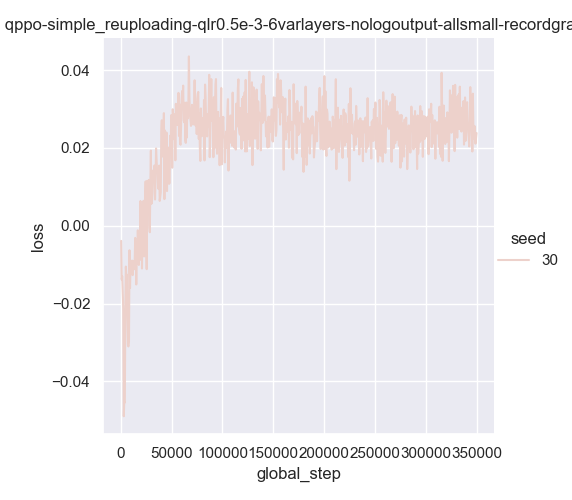 qppo-simple_reuploading-qlr0.5e-3-6varlayers-nologoutput-allsmall-recordgra
0.04
0.02
0.00
−0.02
−0.04
loss
0 50000 100000 150000 200000 250000 300000 350000
global_step
seed
30